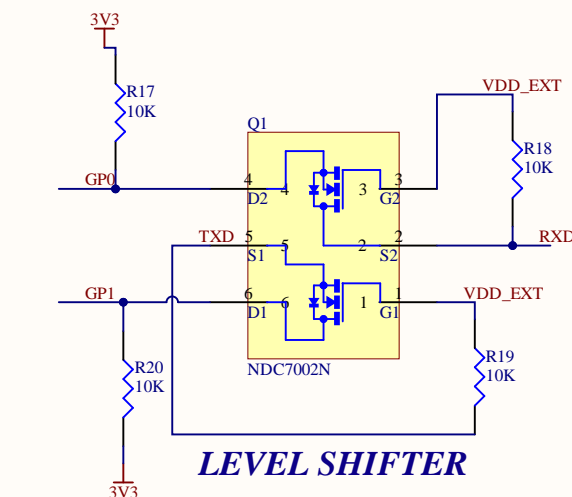 3V3
R17
10K
VDD_EXT
Q1
R18
10K
GP0
4
D2
4
3
3
G2
TXD
5
S1
5
2
2
S2
RXD
GP1
6
D1
6
1
1
G1
VDD_EXT
R20
10K
NDC7002N
R19
10K
LEVEL SHIFTER
3V3